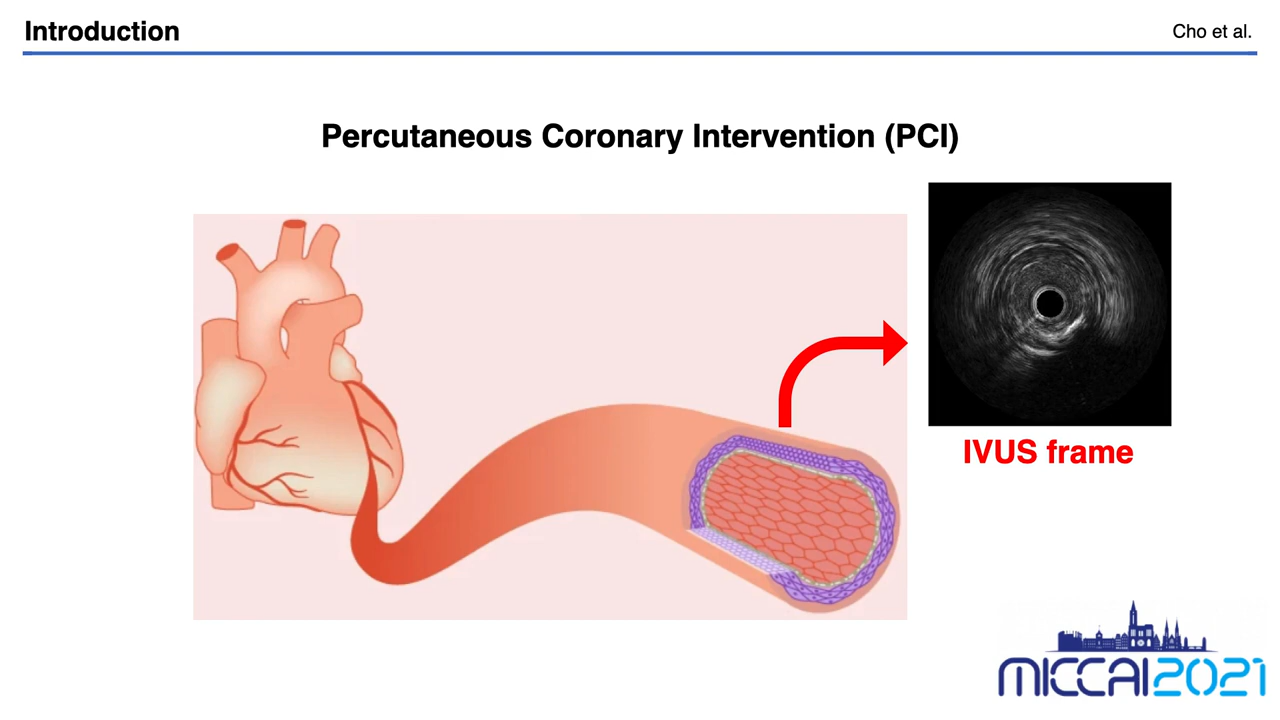 Introduction
Cho et al.
Percutaneous Coronary Intervention (PCI)
IVUS frame
MICCAI2021